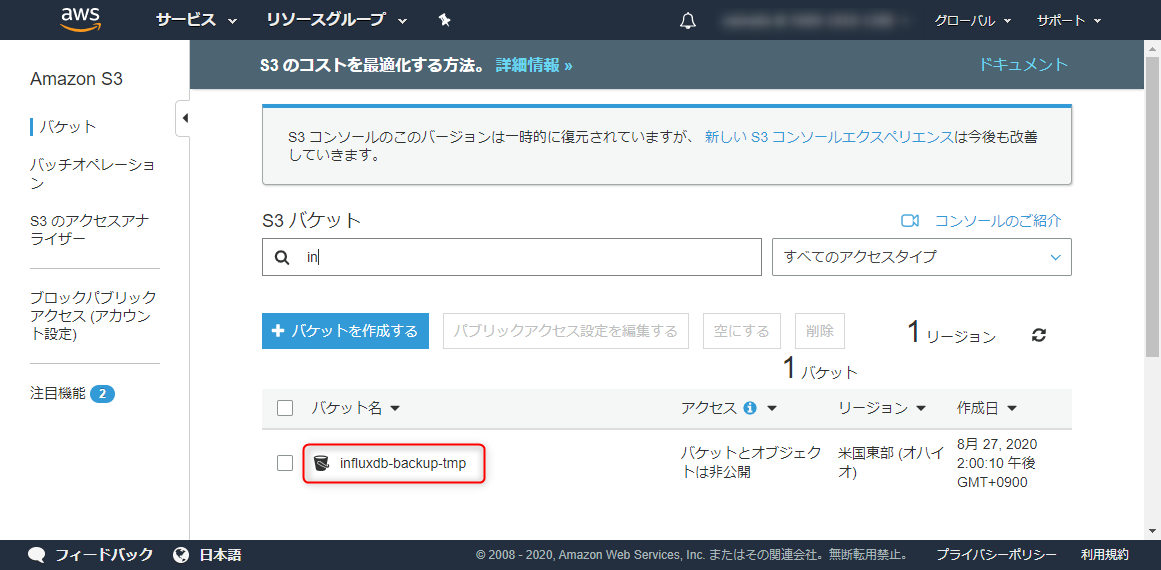 aws サービス リソースグループ グローバル サポート
Amazon S3
バケット
バッチオペレーショ
ン
S3 のアクセスアナ
ライザー
ブロックパブリック
アクセス (アカウン
ト設定)
注目機能 2
S3 のコストを最適化する方法。 詳細情報 » ドキュメント
S3 コンソールのこのバージョンは一時的に復元されていますが、 新しい S3 コンソールエクスペリエンスは今後も改善
していきます。
S3 バケット コンソールのご紹介
in すべてのアクセスタイプ
+ バケットを作成する パブリックアクセス設定を編集する 空にする 削除 1 リージョン
1 バケット
バケット名 アクセス リージョン 作成日
influxdb-backup-tmp
バケットとオブジェク
トは非公開
米国東部 (オハイ
オ)
8月 27, 2020
2:00:10 午後
GMT+0900
フィードバック 日本語 © 2008 - 2020, Amazon Web Services, Inc. またはその関連会社。無断転用禁止。 プライバシーポリシー 利用規約